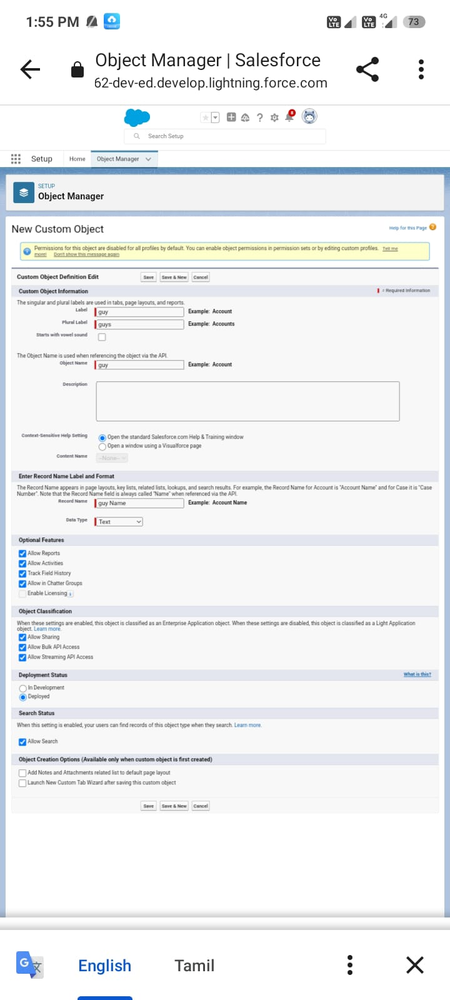 1:55 PM
Vo LTE Vo LTE 4G 73
Object Manager | Salesforce
62-dev-ed.develop.lightning.force.com
8
Search Setup
Setup Home Object Manager
SETUP
Object Manager
New Custom Object
Help for this Page ?
Permissions for this object are disabled for all profiles by default. You can enable object permissions in permission sets or by editing custom profiles. Tell me
more! Don't show this message again
Custom Object Definition Edit Save Save & New Cancel
Custom Object Information = Required Information
The singular and plural labels are used in tabs, page layouts, and reports.
Label guy Example: Account
Plural Label guys Example: Accounts
Starts with vowel sound
The Object Name is used when referencing the object via the API.
Object Name guy Example: Account
Description
Context-Sensitive Help Setting Open the standard Salesforce.com Help & Training window
Open a window using a Visualforce page
Content Name --None--
Enter Record Name Label and Format
The Record Name appears in page layouts, key lists, related lists, lookups, and search results. For example, the Record Name for Account is "Account Name" and for Case it is "Case
Number". Note that the Record Name field is always called "Name" when referenced via the API.
Record Name guy Name Example: Account Name
Data Type Text
Optional Features
Allow Reports
Allow Activities
Track Field History
Allow in Chatter Groups
Enable Licensing i
Object Classification
When these settings are enabled, this object is classified as an Enterprise Application object. When these settings are disabled, this object is classified as a Light Application
object. Learn more.
Allow Sharing
Allow Bulk API Access
Allow Streaming API Access
Deployment Status What is this?
In Development
Deployed
Search Status
When this setting is enabled, your users can find records of this object type when they search. Learn more.
Allow Search
Object Creation Options (Available only when custom object is first created)
Add Notes and Attachments related list to default page layout
Launch New Custom Tab Wizard after saving this custom object
Save Save & New Cancel
G 文 English Tamil